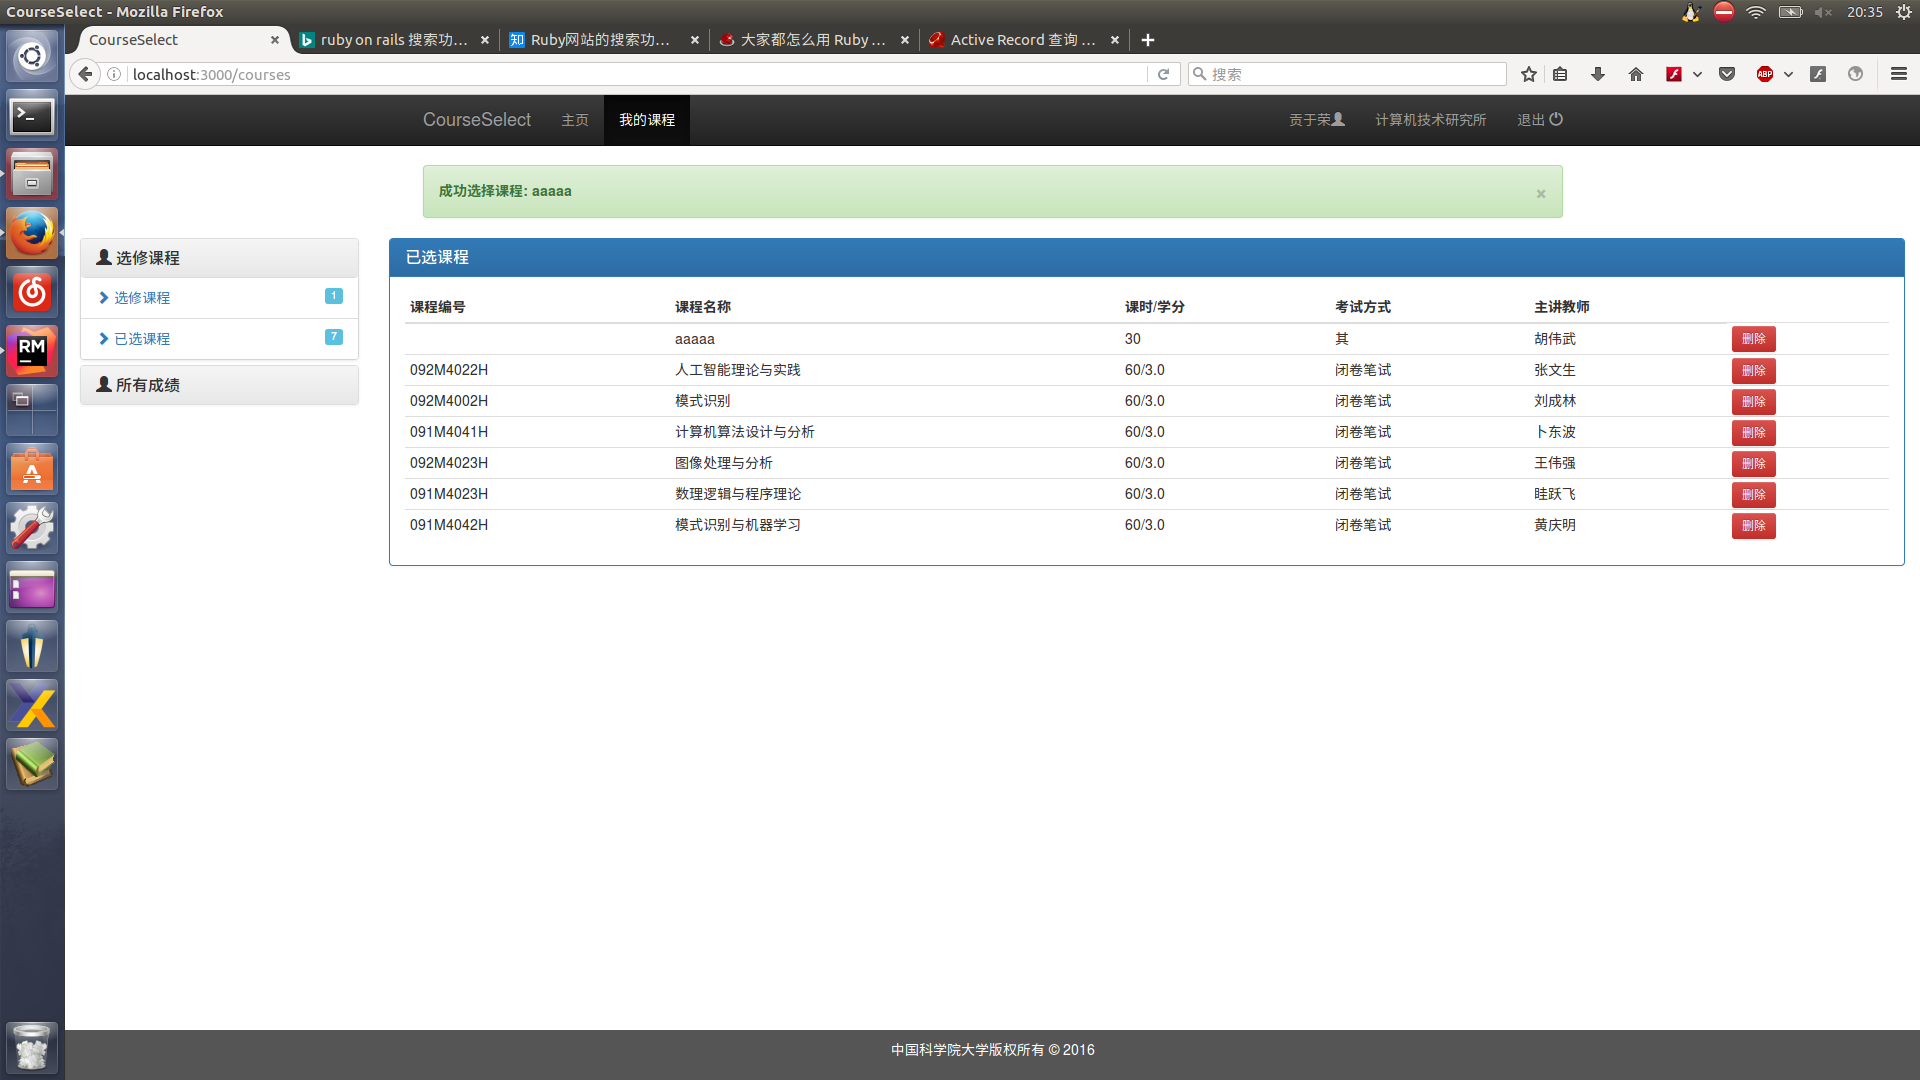 CourseSelect - Mozilla Firefox
20:35
CourseSelect
ruby on rails 搜索功...
Ruby网站的搜索功...
大家都怎么用 Ruby ...
Active Record 查询 ...
localhost:3000/courses
搜索
ABP
CourseSelect 主页 我的课程 贡于荣 计算机技术研究所 退出
成功选择课程: aaaaa ×
选修课程
选修课程 1
已选课程 7
所有成绩
已选课程
课程编号 课程名称 课时/学分 考试方式 主讲教师
aaaaa 30 其 胡伟武 删除
092M4022H 人工智能理论与实践 60/3.0 闭卷笔试 张文生 删除
092M4002H 模式识别 60/3.0 闭卷笔试 刘成林 删除
091M4041H 计算机算法设计与分析 60/3.0 闭卷笔试 卜东波 删除
092M4023H 图像处理与分析 60/3.0 闭卷笔试 王伟强 删除
091M4023H 数理逻辑与程序理论 60/3.0 闭卷笔试 眭跃飞 删除
091M4042H 模式识别与机器学习 60/3.0 闭卷笔试 黄庆明 删除
RM
中国科学院大学版权所有 © 2016